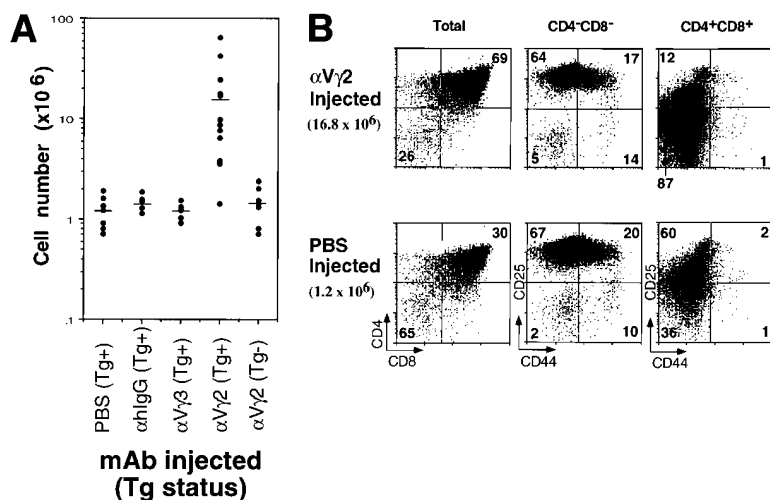 A
100
10
1
.1
Cell number (x10⁶)
PBS (Tg+)
αhIgG (Tg+)
αVγ3 (Tg+)
αVγ2 (Tg+)
αVγ2 (Tg-)
mAb injected
(Tg status)
B
Total
CD4⁻CD8⁻
CD4⁺CD8⁺
αVγ2
Injected
(16.8 x 10⁶)
69
26
64
17
5
14
12
1
87
PBS
Injected
(1.2 x 10⁶)
30
65
CD4
CD8
67
20
2
10
CD25
CD44
60
2
36
1
CD25
CD44